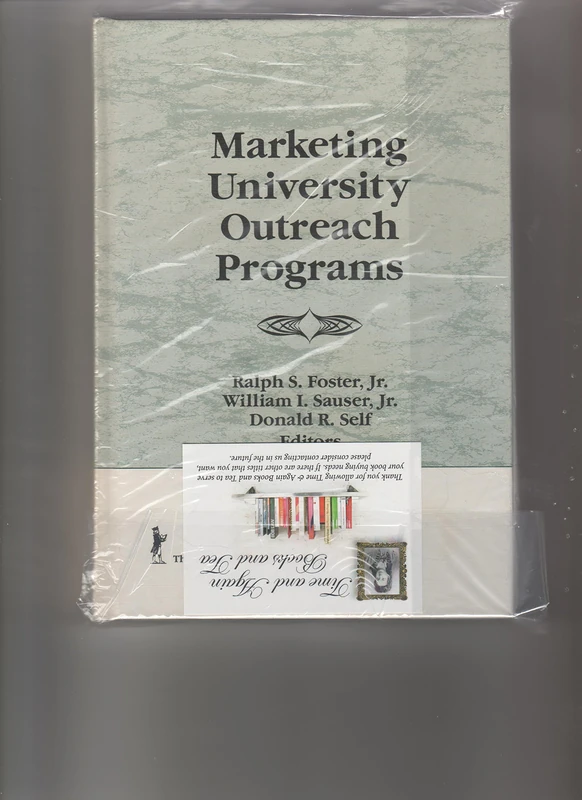 Marketing
University
Outreach
Programs
Ralph S. Foster, Jr.
William I. Sauser, Jr.
Donald R. Self
Editors
Time and Again
Books and Tea
Thank you for allowing Time & Again Books and Tea to serve
your book buying needs. If there are other titles that you want,
please consider contacting us in the future.